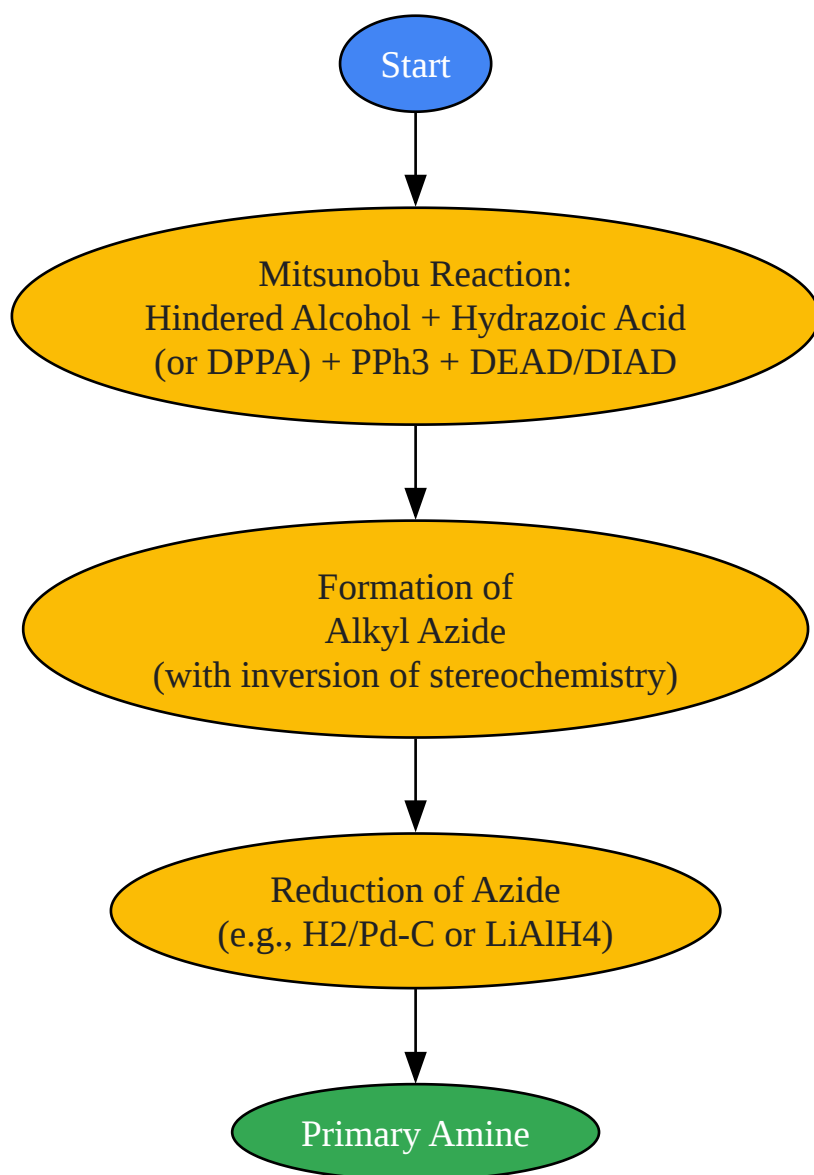 Start
Mitsunobu Reaction:
Hindered Alcohol + Hydrazoic Acid
(or DPPA) + PPh3 + DEAD/DIAD
Formation of
Alkyl Azide
(with inversion of stereochemistry)
Reduction of Azide
(e.g., H2/Pd-C or LiAlH4)
Primary Amine